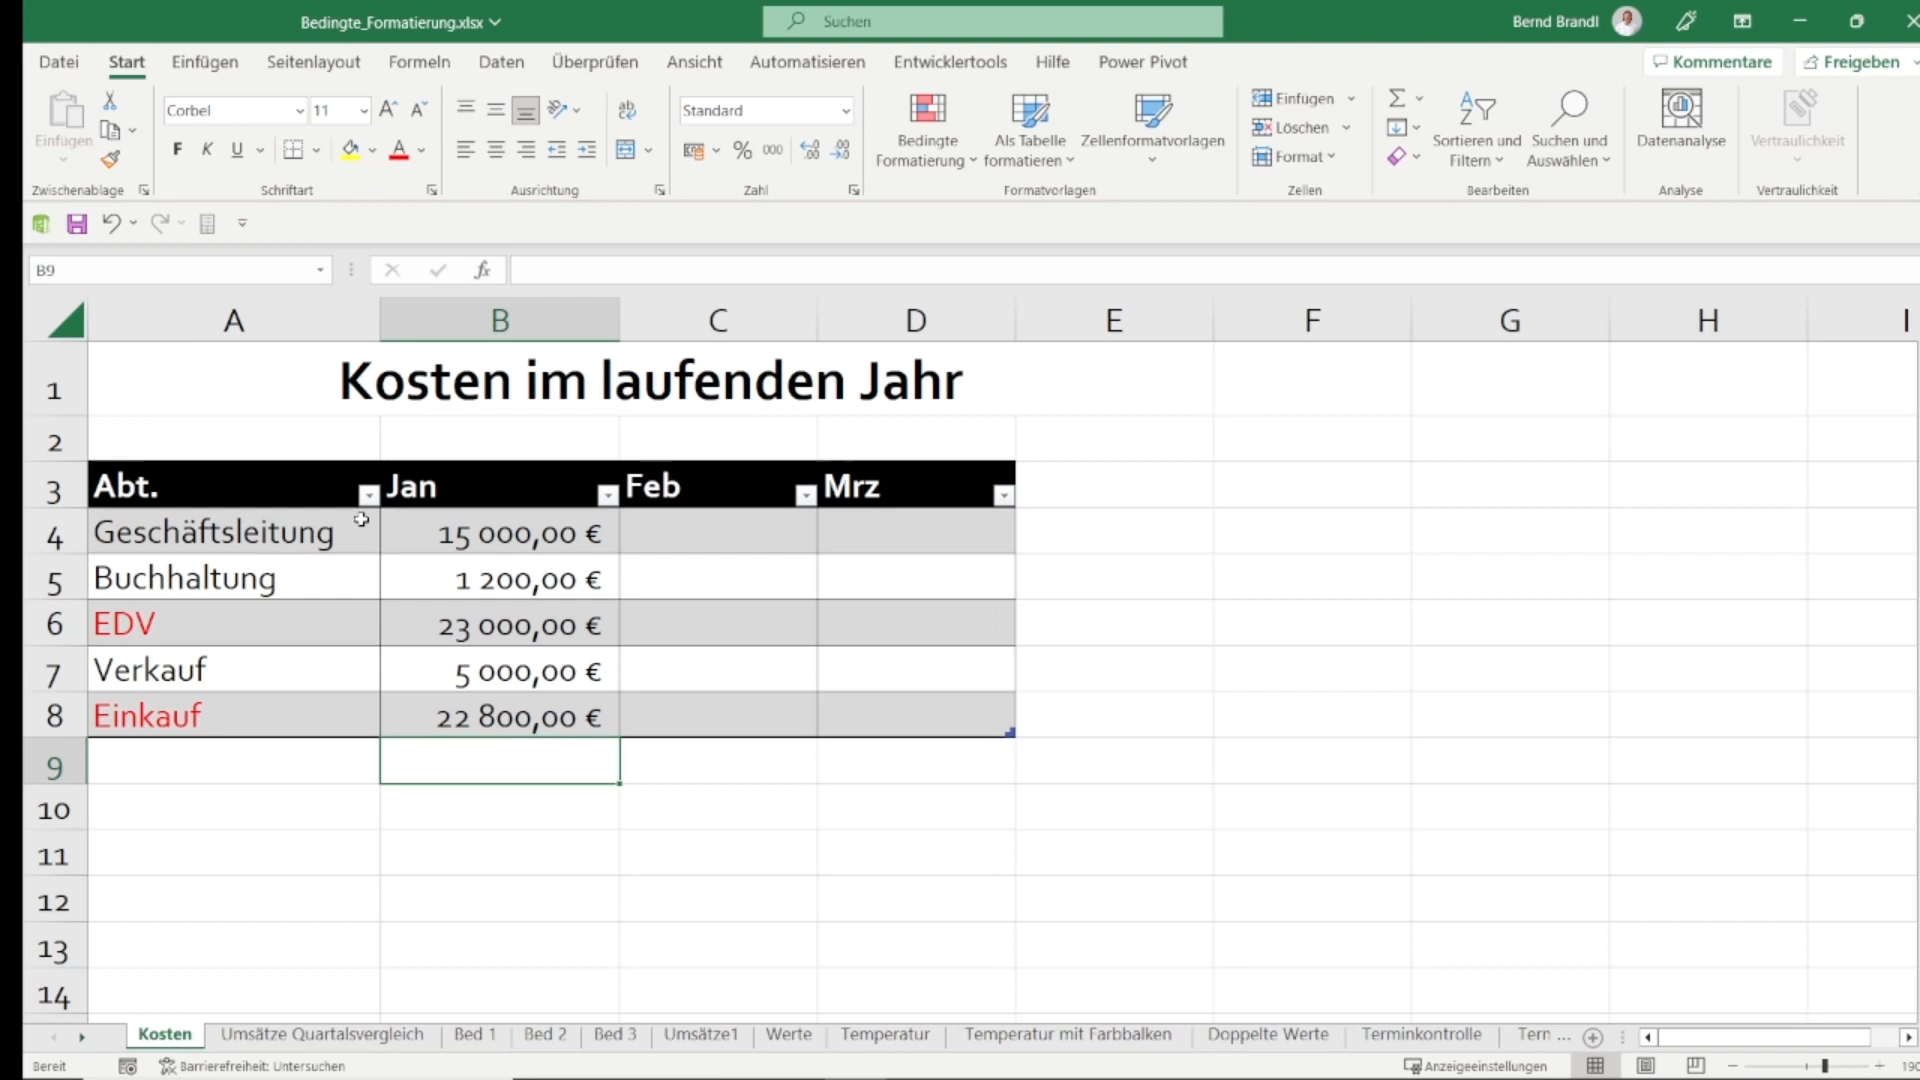 Bedingte_Formatierung.xlsx
Suchen
Bernd Brandl
Datei Start Einfügen Seitenlayout Formeln Daten Überprüfen Ansicht Automatisieren Entwicklertools Hilfe Power Pivot
Kommentare
Freigeben
Einfügen
Zwischenablage
Corbel 11
F K U
Schriftart
Ausrichtung
Standard
% 000
Zahl
Bedingte Formatierung
Als Tabelle formatieren
Zellenformatvorlagen
Formatvorlagen
Einfügen
Löschen
Format
Zellen
Sortieren und Filtern
Suchen und Auswählen
Bearbeiten
Datenanalyse
Analyse
Vertraulichkeit
Vertraulichkeit
B9
fx
A B C D E F G H I
1 Kosten im laufenden Jahr
2
3 Abt. Jan Feb Mrz
4 Geschäftsleitung 15 000,00 €
5 Buchhaltung 1 200,00 €
6 EDV 23 000,00 €
7 Verkauf 5 000,00 €
8 Einkauf 22 800,00 €
9
10
11
12
13
14
Kosten Umsätze Quartalsvergleich Bed 1 Bed 2 Bed 3 Umsätze1 Werte Temperatur Temperatur mit Farbbalken Doppelte Werte Terminkontrolle Tern ...
Bereit Barrierefreiheit: Untersuchen Anzeigeeinstellungen 190